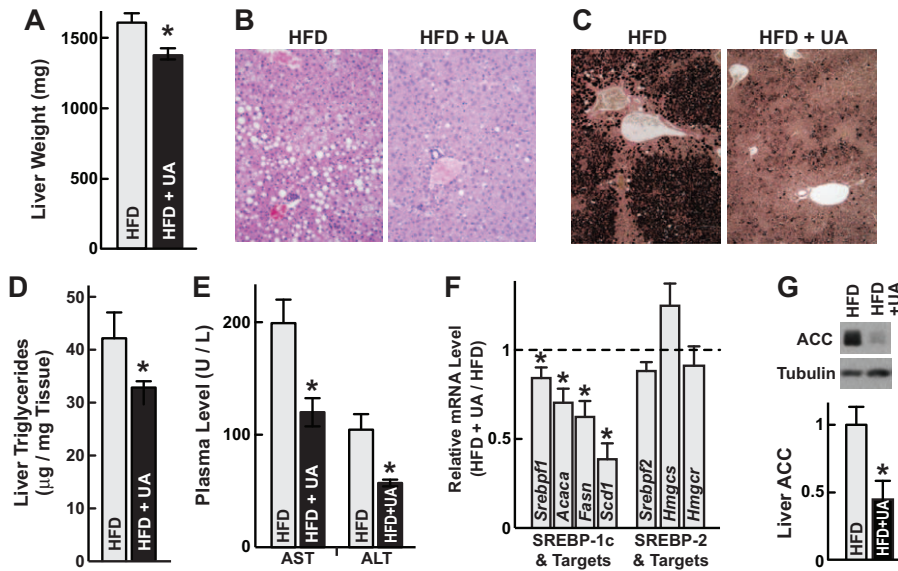 A
Liver Weight (mg)
1500
1000
500
0
HFD
HFD + UA
*
B
HFD
HFD + UA
C
HFD
HFD + UA
D
Liver Triglycerides
(µg / mg Tissue)
50
40
30
20
10
0
HFD
HFD + UA
*
E
Plasma Level (U / L)
200
100
0
HFD
HFD + UA
*
HFD
HFD+UA
*
AST
ALT
F
Relative mRNA Level
(HFD + UA / HFD)
1
0.5
0
*
*
*
*
Srebpf1
Acaca
Fasn
Scd1
Srebpf2
Hmgcs
Hmgcr
SREBP-1c
& Targets
SREBP-2
& Targets
G
HFD
HFD
+UA
ACC
Tubulin
Liver ACC
1
0.5
0
HFD
HFD+UA
*